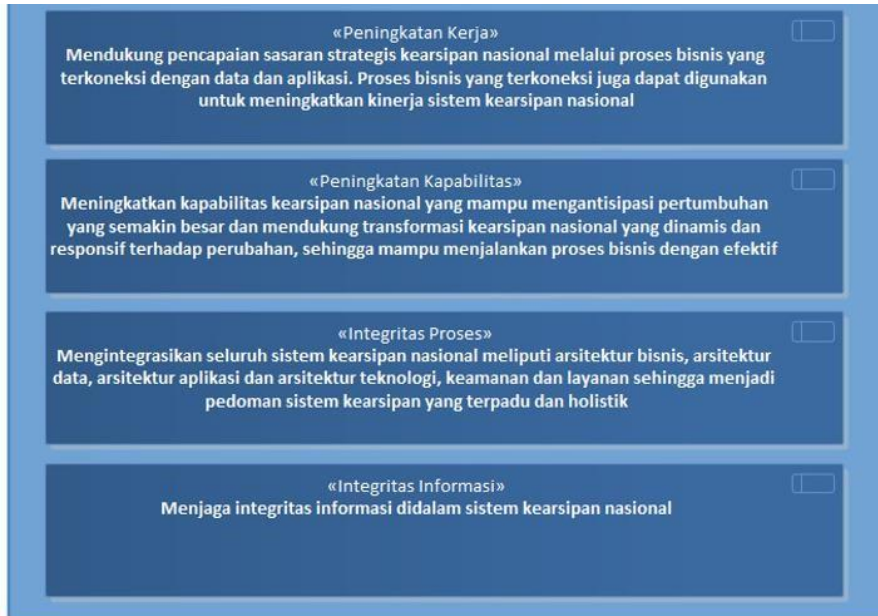 «Peningkatan Kerja»
Mendukung pencapaian sasaran strategis kearsipan nasional melalui proses bisnis yang
terkoneksi dengan data dan aplikasi. Proses bisnis yang terkoneksi juga dapat digunakan
untuk meningkatkan kinerja sistem kearsipan nasional
«Peningkatan Kapabilitas»
Meningkatkan kapabilitas kearsipan nasional yang mampu mengantisipasi pertumbuhan
yang semakin besar dan mendukung transformasi kearsipan nasional yang dinamis dan
responsif terhadap perubahan, sehingga mampu menjalankan proses bisnis dengan efektif
«Integritas Proses»
Mengintegrasikan seluruh sistem kearsipan nasional meliputi arsitektur bisnis, arsitektur
data, arsitektur aplikasi dan arsitektur teknologi, keamanan dan layanan sehingga menjadi
pedoman sistem kearsipan yang terpadu dan holistik
«Integritas Informasi»
Menjaga integritas informasi didalam sistem kearsipan nasional